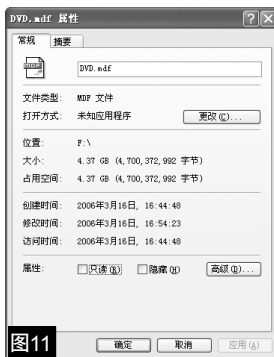 DVD.mdf 属性
常规 摘要
DVD.mdf
文件类型: MDF 文件
打开方式: 未知应用程序 更改(C)...
位置: F:\
大小: 4.37 GB (4,700,372,992 字节)
占用空间: 4.37 GB (4,700,372,992 字节)
创建时间: 2006年3月16日, 16:44:48
修改时间: 2006年3月16日, 16:54:23
访问时间: 2006年3月16日, 16:44:48
属性: 只读(R) 隐藏(H) 高级(D)...
图11 确定 取消 应用(A)